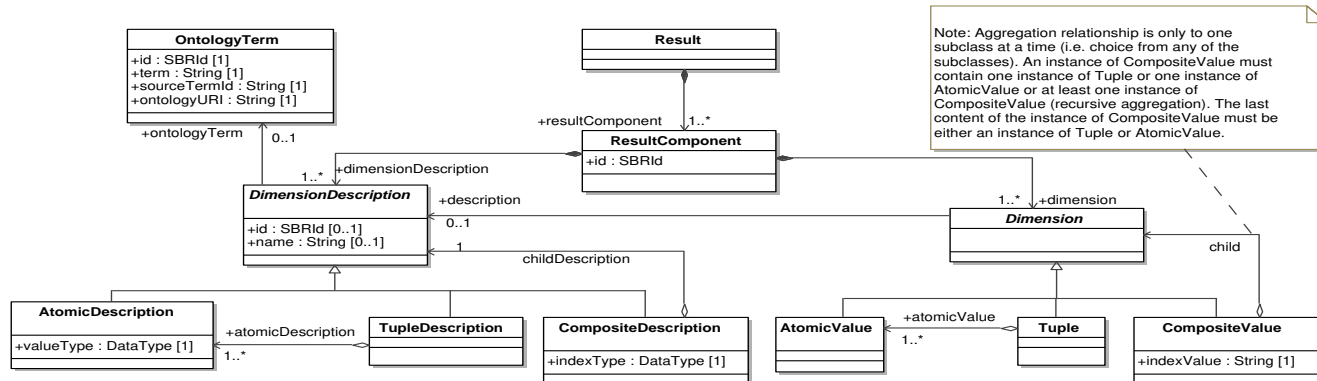 OntologyTerm
+id : SBRId [1]
+term : String [1]
+sourceTermId : String [1]
+ontologyURI : String [1]
Result
Note: Aggregation relationship is only to one
subclass at a time (i.e. choice from any of the
subclasses). An instance of CompositeValue must
contain one instance of Tuple or one instance of
AtomicValue or at least one instance of
CompositeValue (recursive aggregation). The last
content of the instance of CompositeValue must be
either an instance of Tuple or AtomicValue.
+ontologyTerm
0..1
+resultComponent
1..*
ResultComponent
+id : SBRId
+dimensionDescription
1..*
DimensionDescription
+id : SBRId [0..1]
+name : String [0..1]
+description
0..1
1..*
+dimension
Dimension
1
childDescription
child
AtomicDescription
+valueType : DataType [1]
+atomicDescription
1..*
TupleDescription
CompositeDescription
+indexType : DataType [1]
AtomicValue
+atomicValue
1..*
Tuple
CompositeValue
+indexValue : String [1]